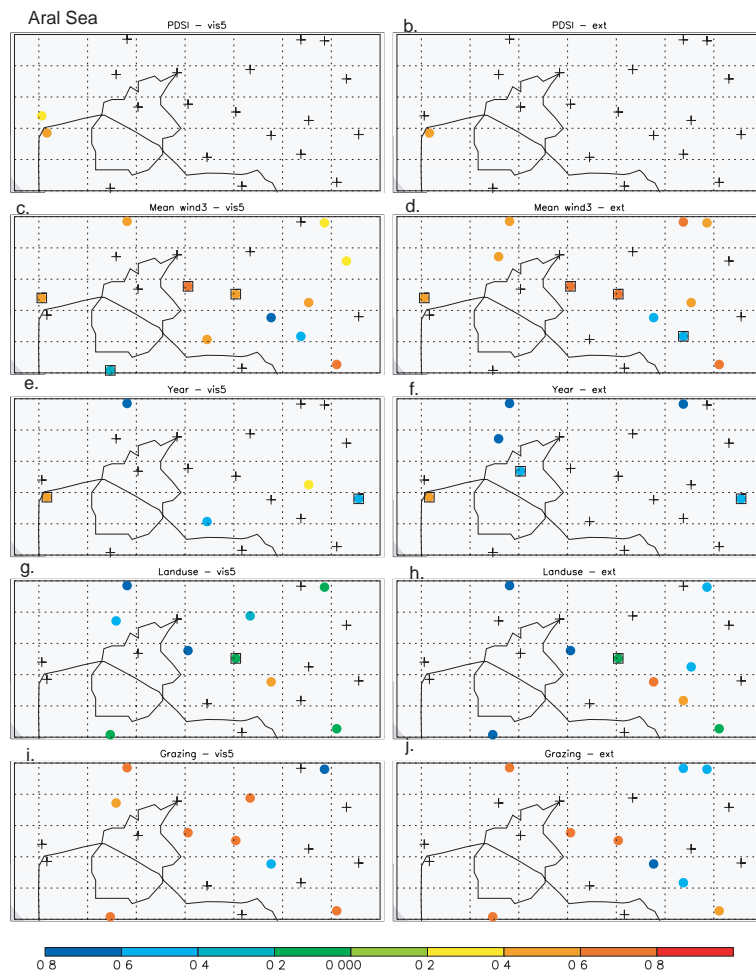 Aral Sea
PDSI – vis5
b.
PDSI – ext
c.
Mean wind3 – vis5
d.
Mean wind3 – ext
e.
Year – vis5
f.
Year – ext
g.
Landuse – vis5
h.
Landuse – ext
i.
Grazing – vis5
j.
Grazing – ext
0 8 0 6 0 4 0 2 0 000 0 2 0 4 0 6 0 8